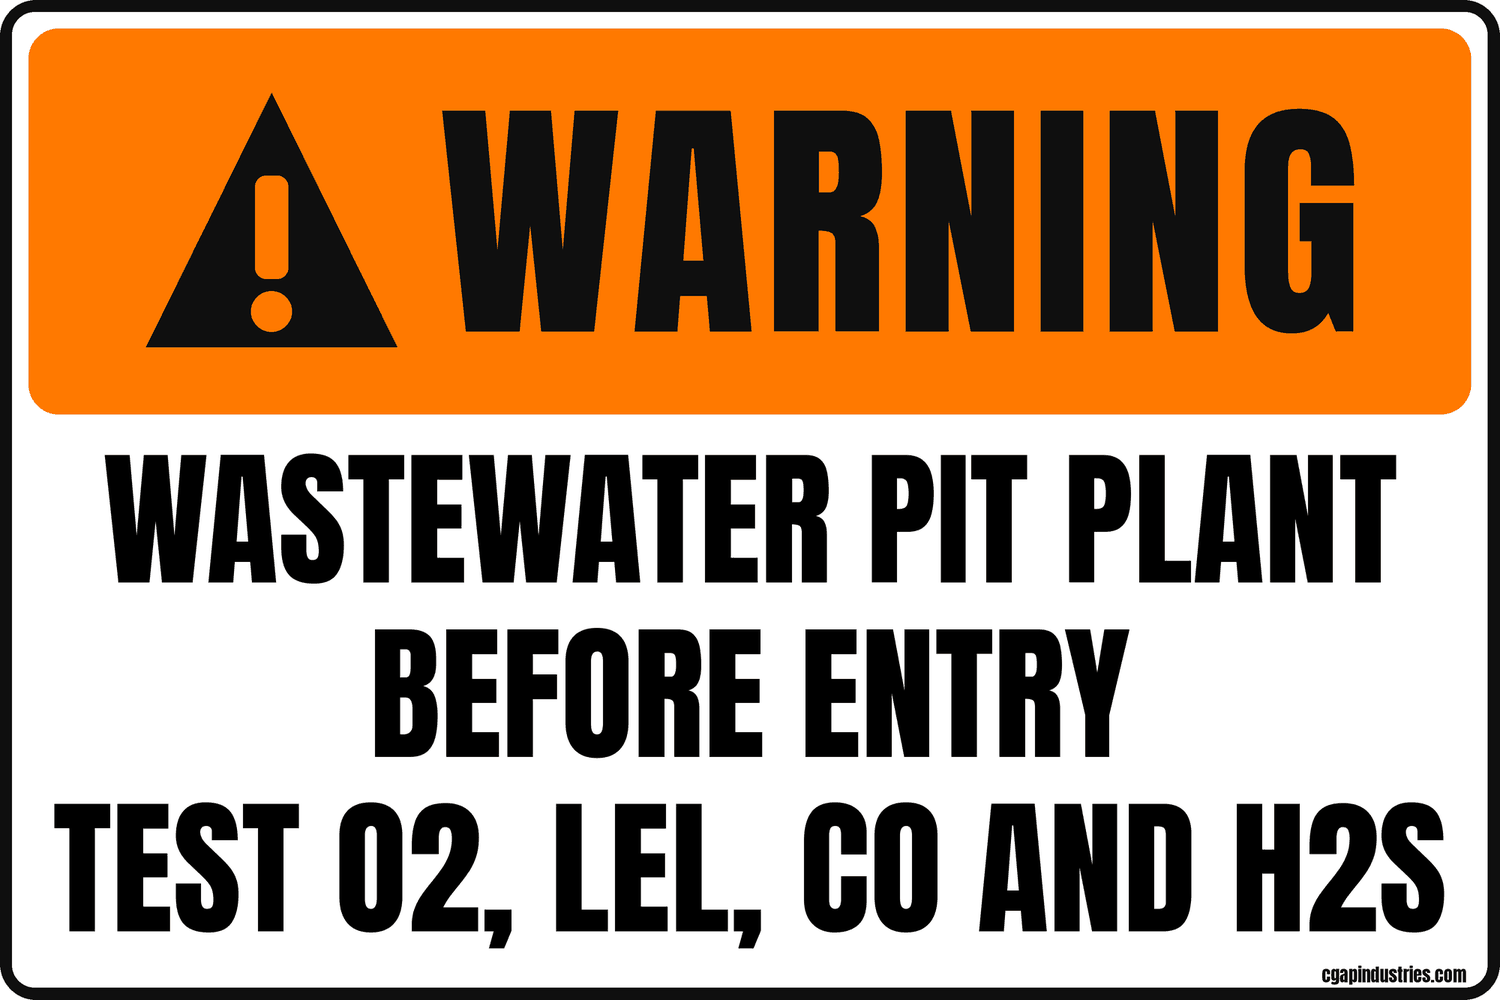 WARNING
WASTEWATER PIT PLANT
BEFORE ENTRY
TEST O2, LEL, CO AND H2S
cgapindustries.com